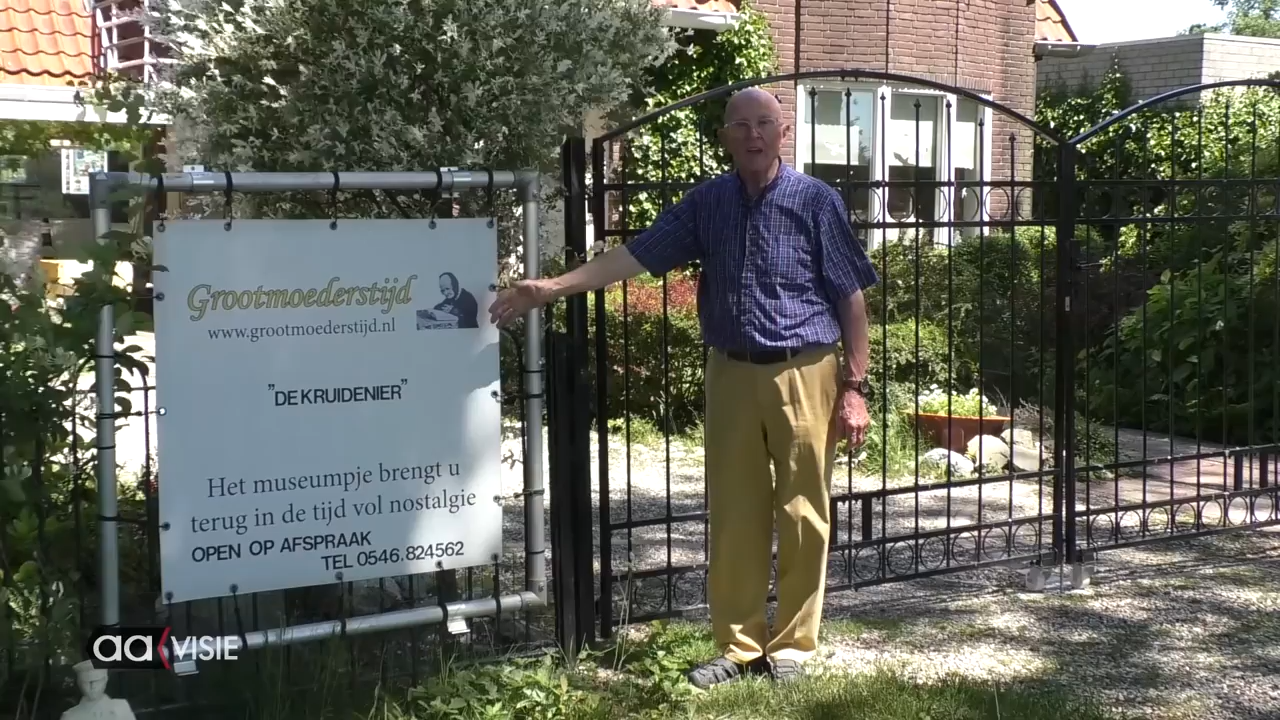 Grootmoederstijd
www.grootmoederstijd.nl
"DE KRUIDENIER"
Het museumpje brengt u
terug in de tijd vol nostalgie
OPEN OP AFSPRAAK
TEL 0546.824562
aa VISIE